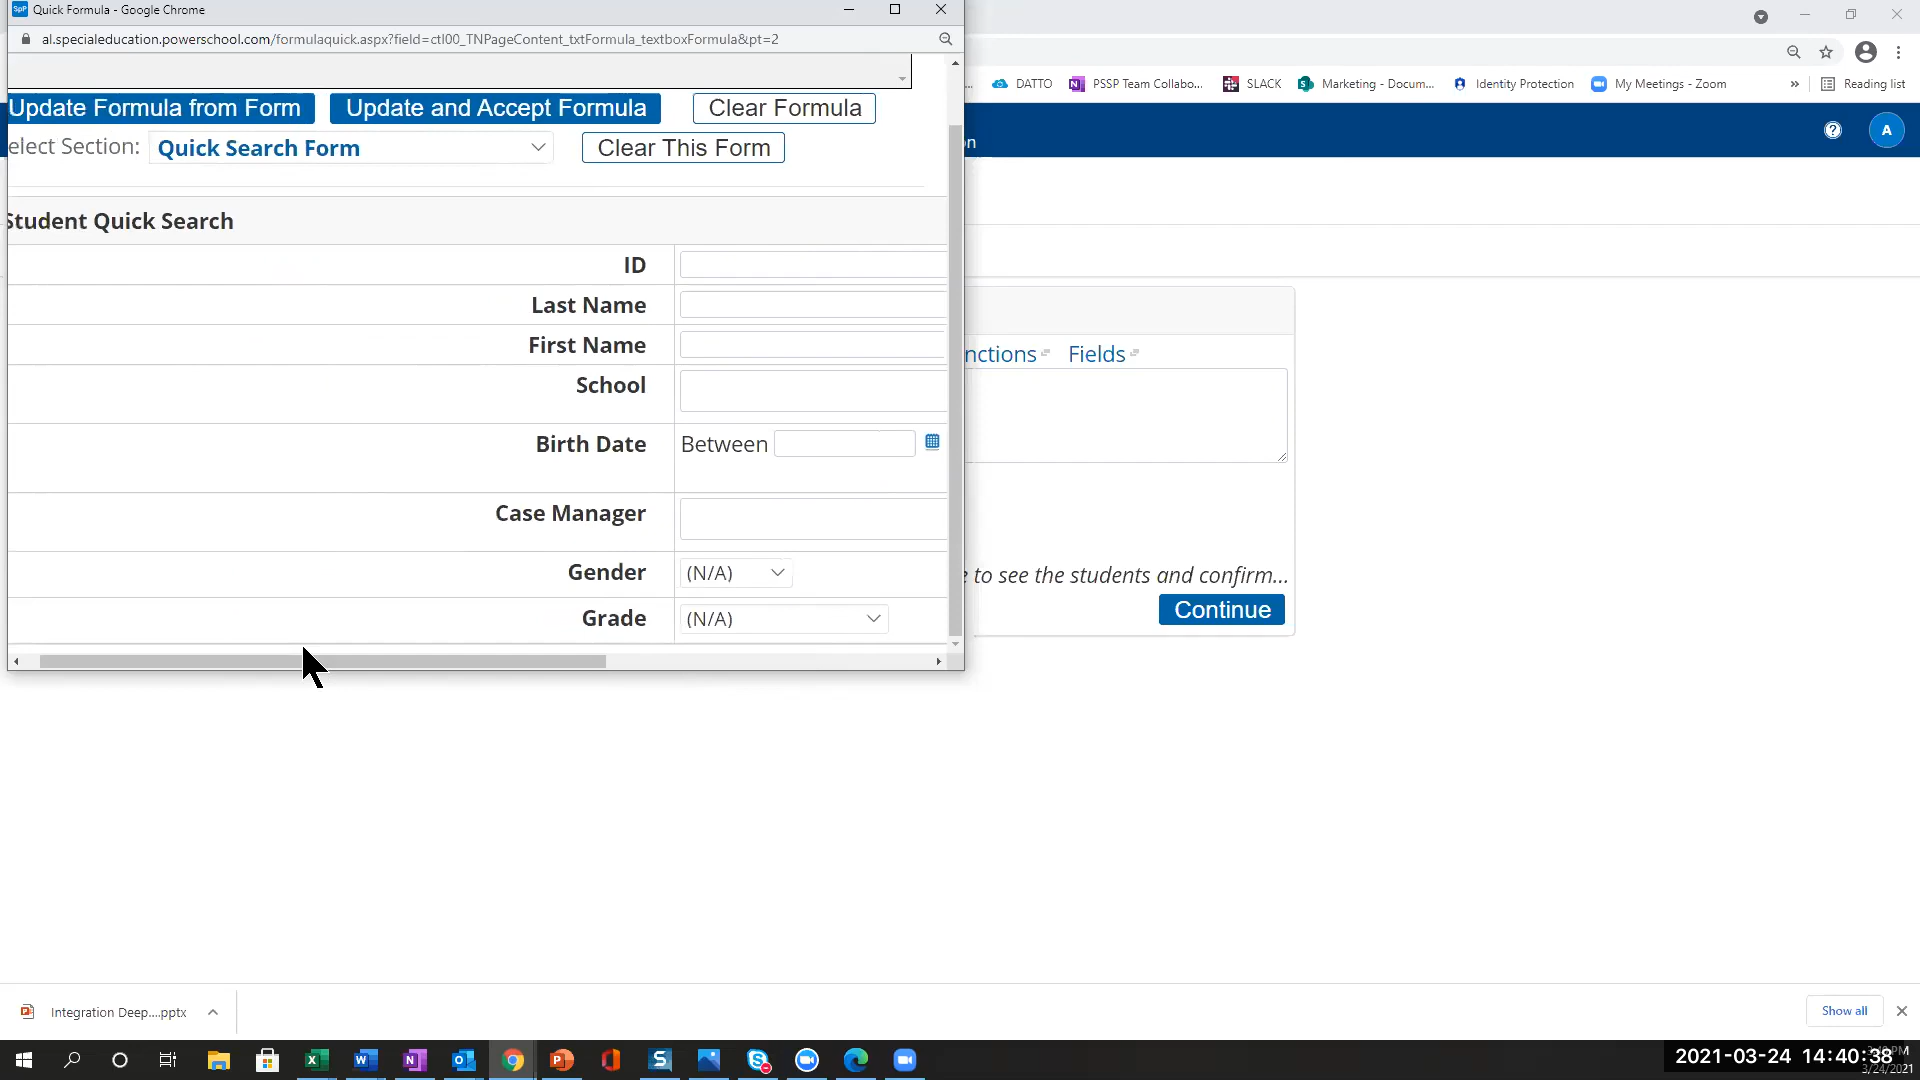 Quick Formula - Google Chrome
al.specialeducation.powerschool.com/formulaquick.aspx?field=ctl00_TNPageContent_txtFormula_textboxFormula&pt=2
... DATTO PSSP Team Collabo... SLACK Marketing - Docum... Identity Protection My Meetings - Zoom » Reading list
Update Formula from Form Update and Accept Formula Clear Formula
A
elect Section: Quick Search Form Clear This Form
n
Student Quick Search
ID
Last Name
First Name
nctions Fields
School
Birth Date Between
Case Manager
Gender (N/A)
e to see the students and confirm...
Grade (N/A)
Continue
Integration Deep....pptx
Show all
2021-03-24 14:40:38
3/24/2021